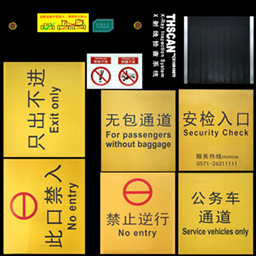 THSCAN
X-Ray Inspection System
X射线检查系统
只出不进
Exit only
无包通道
For passengers
without baggage
安检入口
Security Check
服务热线Hotline
0571-26311111
此口禁入
No entry
禁止逆行
No entry
公务车
通道
Service vehicles only